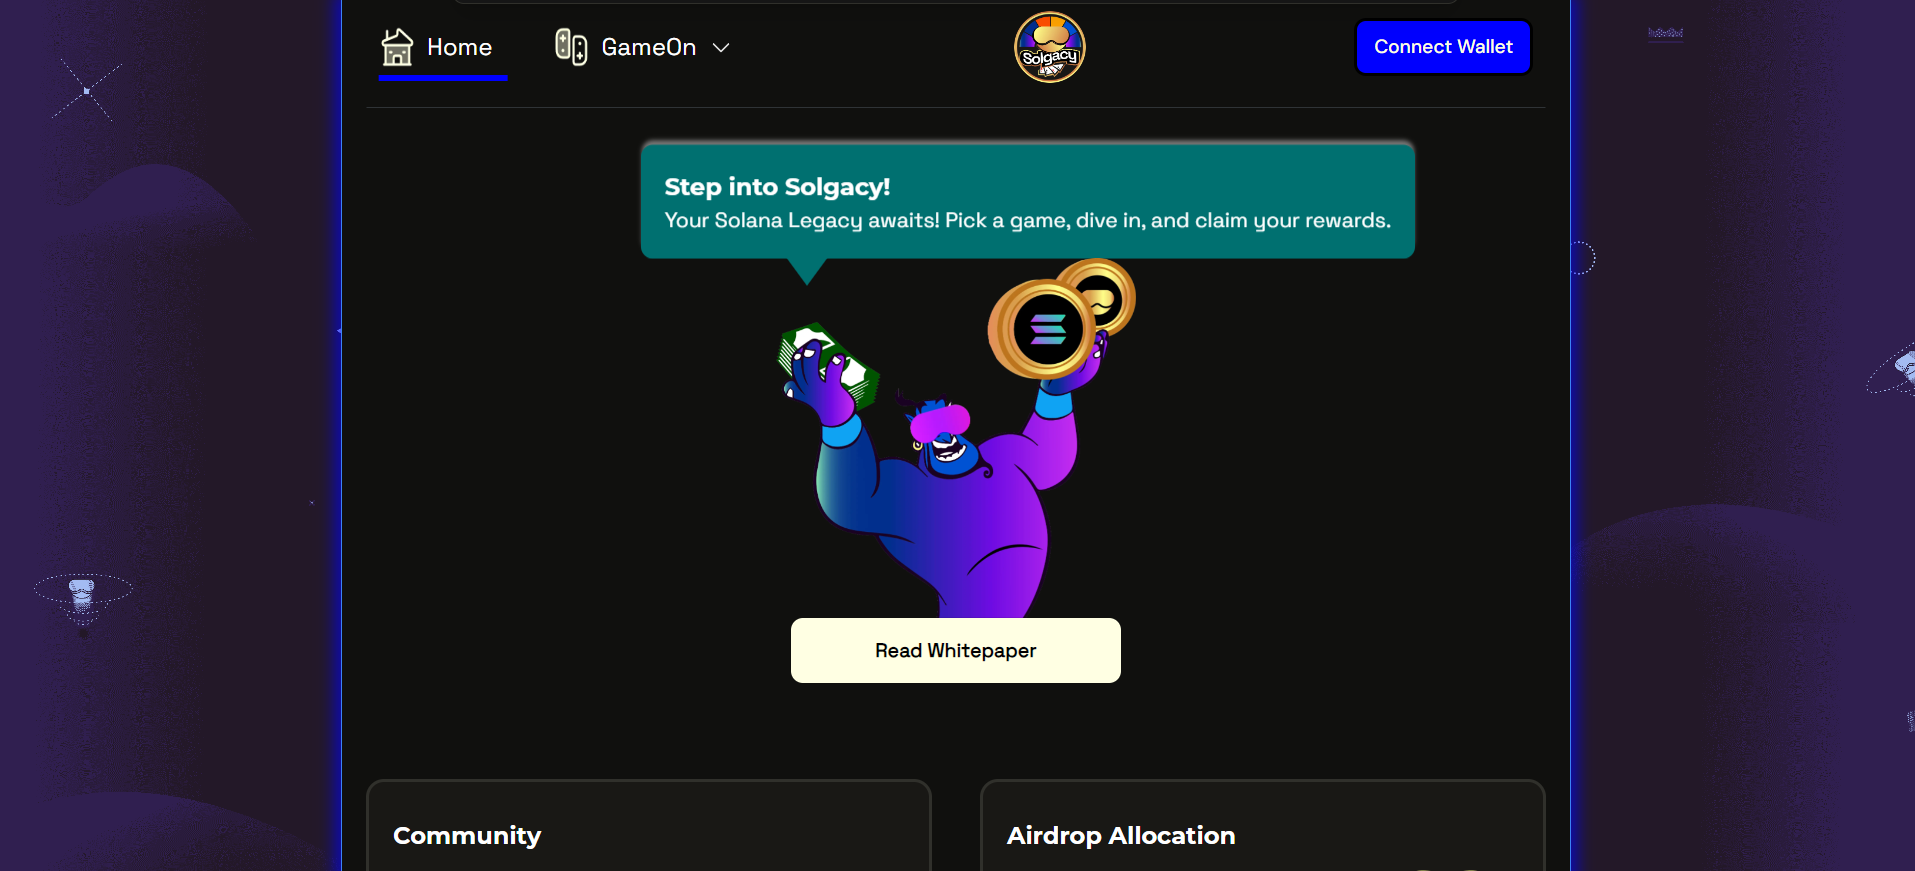 Home
GameOn
Solgacy
Connect Wallet
Step into Solgacy!
Your Solana Legacy awaits! Pick a game, dive in, and claim your rewards.
Read Whitepaper
Community
Airdrop Allocation